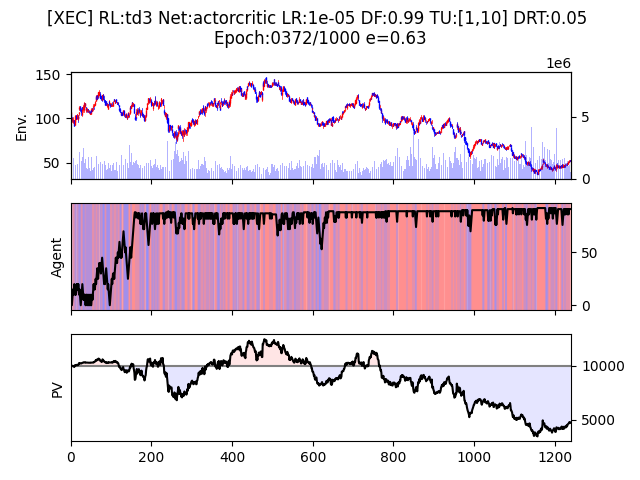 [XEC] RL:td3 Net:actorcritic LR:1e-05 DF:0.99 TU:[1,10] DRT:0.05
Epoch:0372/1000 e=0.63
1e6
150
100
50
Env.
5
0
Agent
50
0
PV
10000
5000
0
200
400
600
800
1000
1200